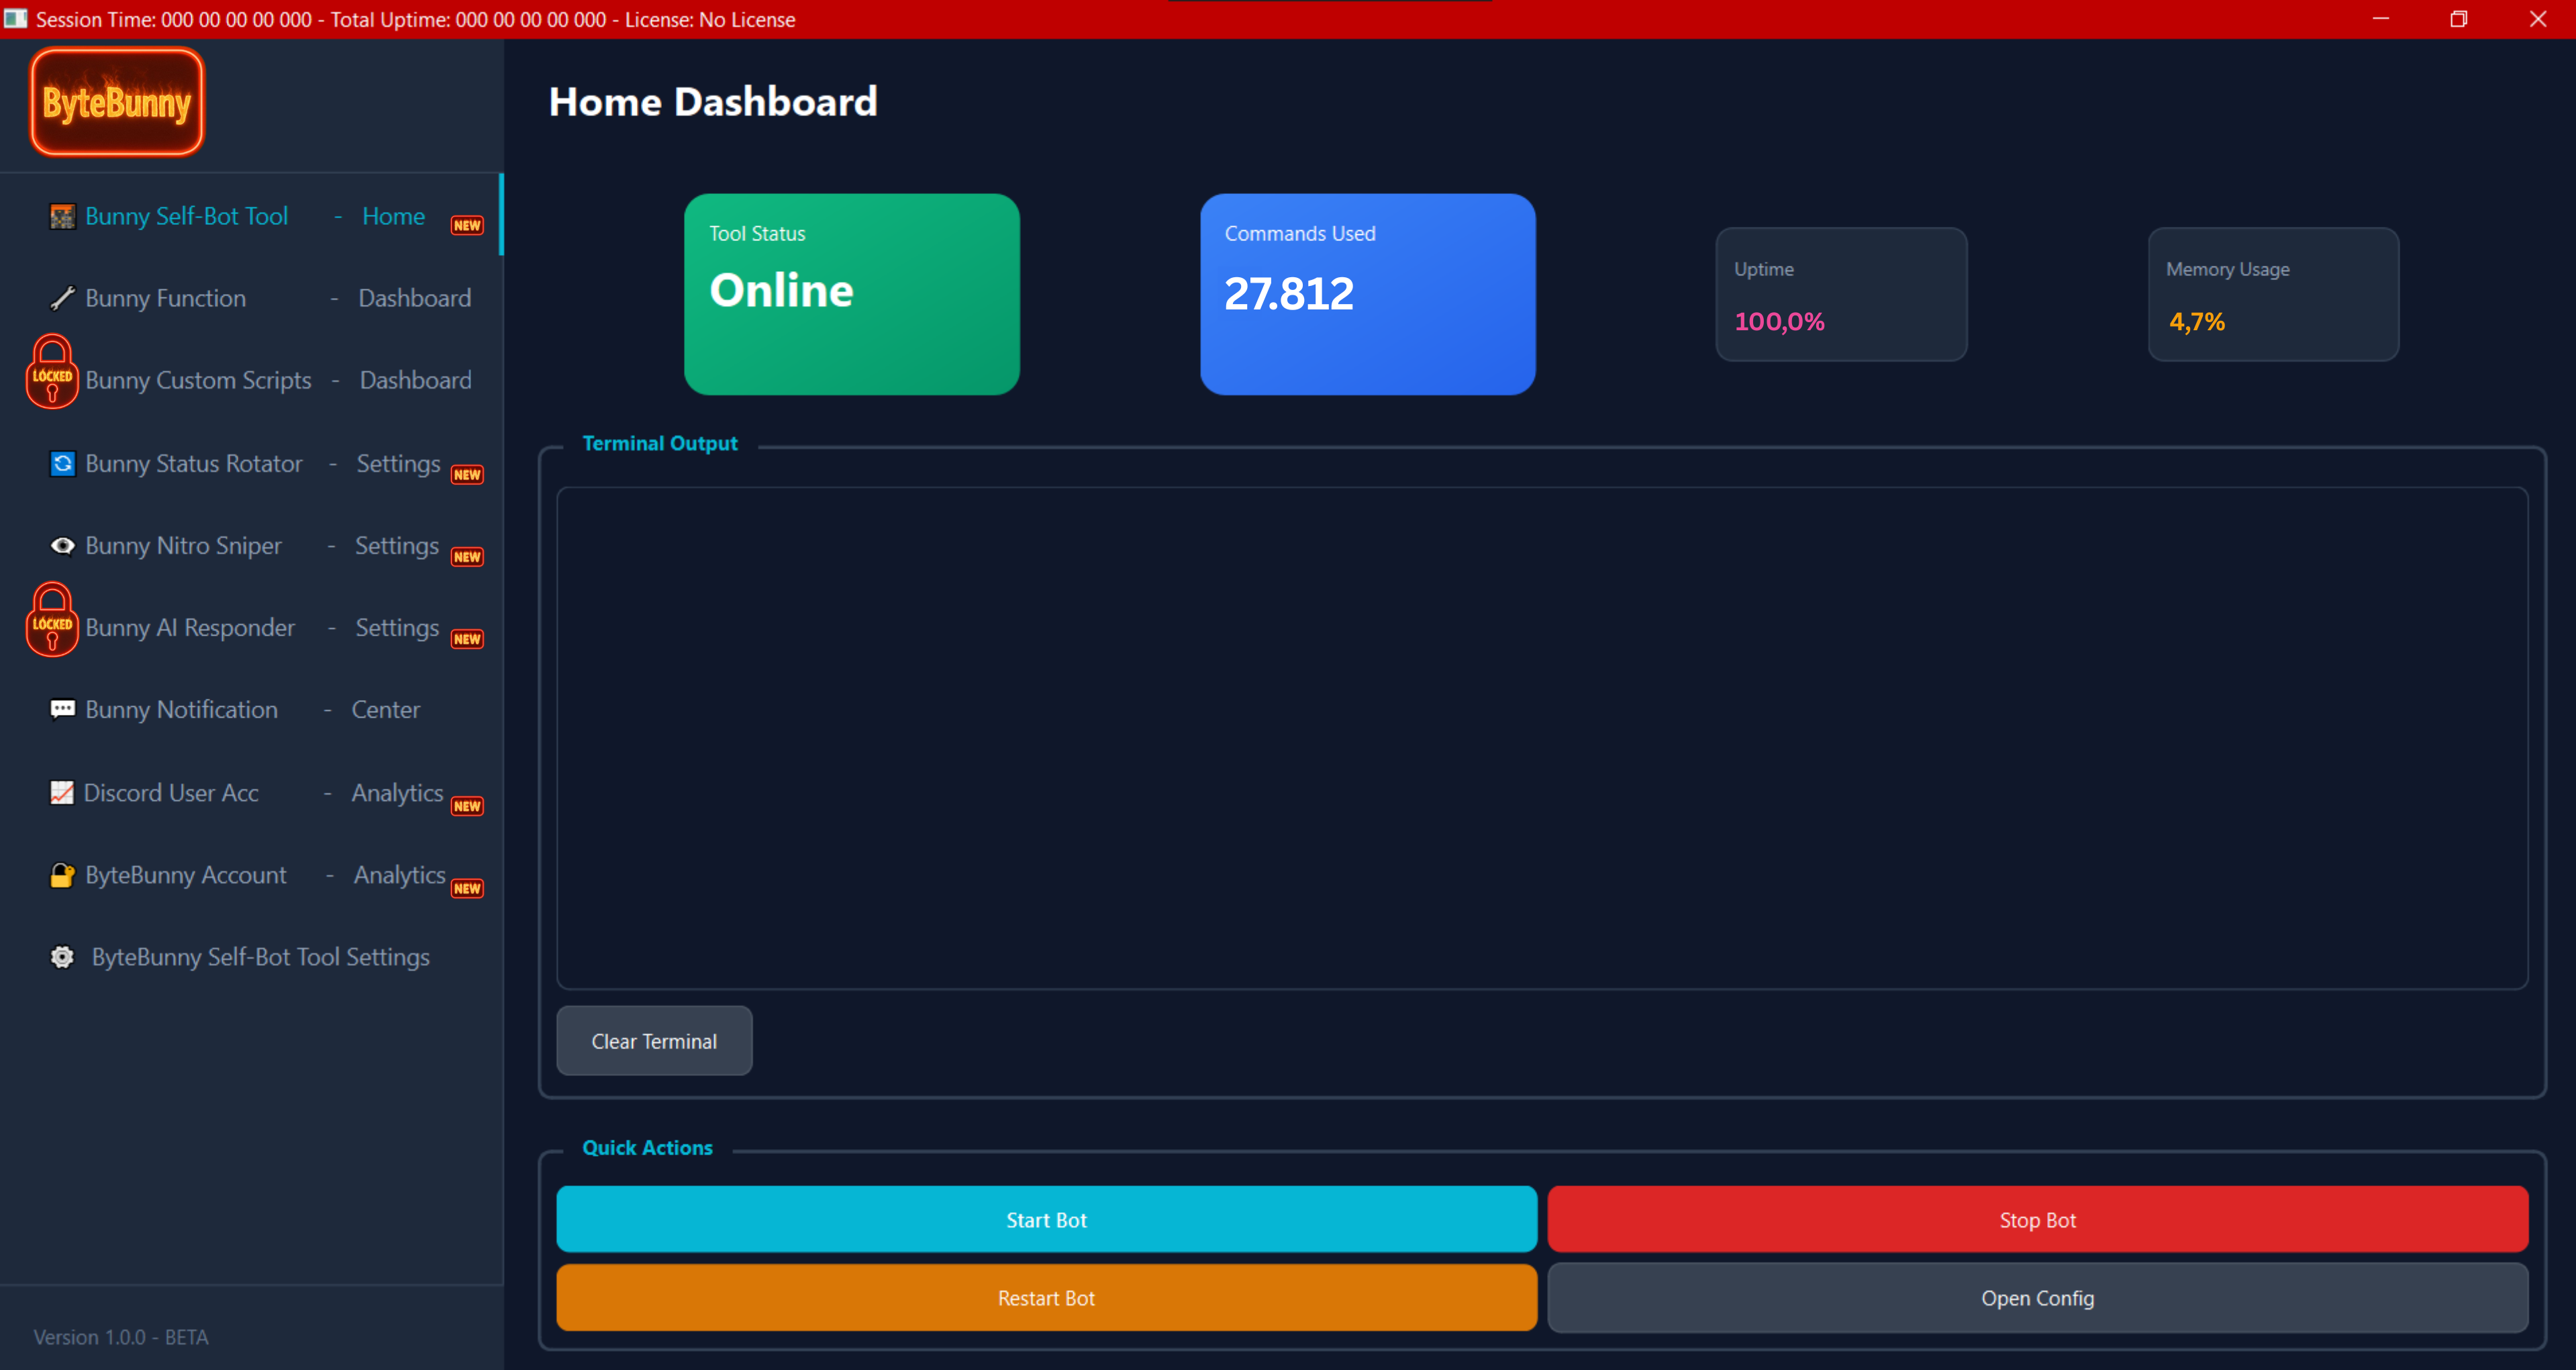 Session Time: 000 00 00 00 000 - Total Uptime: 000 00 00 00 000 - License: No License
ByteBunny
Bunny Self-Bot Tool - Home NEW
Bunny Function - Dashboard
LOCKED Bunny Custom Scripts - Dashboard
Bunny Status Rotator - Settings NEW
Bunny Nitro Sniper - Settings NEW
LOCKED Bunny AI Responder - Settings NEW
Bunny Notification - Center
Discord User Acc - Analytics NEW
ByteBunny Account - Analytics NEW
ByteBunny Self-Bot Tool Settings
Version 1.0.0 - BETA
Home Dashboard
Tool Status
Online
Commands Used
27.812
Uptime
100,0%
Memory Usage
4,7%
Terminal Output
Clear Terminal
Quick Actions
Start Bot
Stop Bot
Restart Bot
Open Config